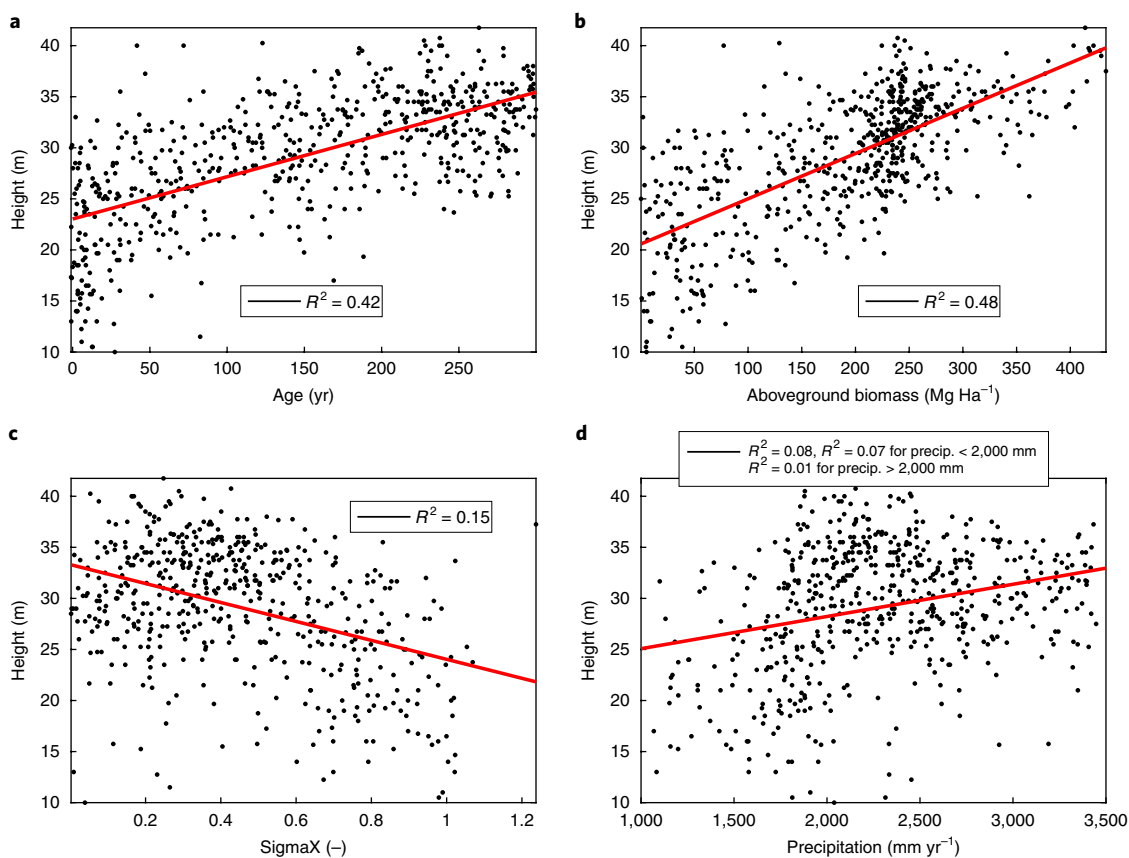 a
40
35
30
25
20
15
10
Height (m)
R² = 0.42
0 50 100 150 200 250
Age (yr)
b
40
35
30
25
20
15
10
Height (m)
R² = 0.48
50 100 150 200 250 300 350 400
Aboveground biomass (Mg Ha⁻¹)
c
40
35
30
25
20
15
10
Height (m)
R² = 0.15
0.2 0.4 0.6 0.8 1 1.2
SigmaX (–)
d
R² = 0.08, R² = 0.07 for precip. < 2,000 mm
R² = 0.01 for precip. > 2,000 mm
40
35
30
25
20
15
10
Height (m)
1,000 1,500 2,000 2,500 3,000 3,500
Precipitation (mm yr⁻¹)